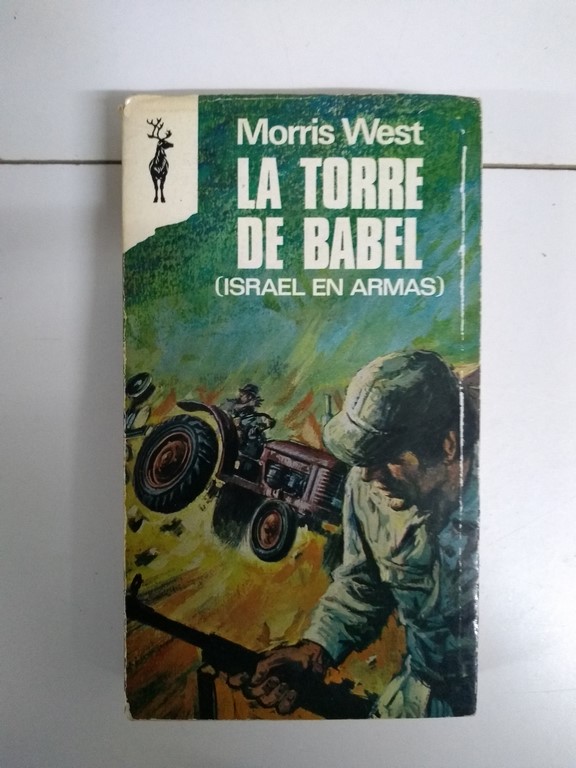 Morris West
LA TORRE
DE BABEL
(ISRAEL EN ARMAS)